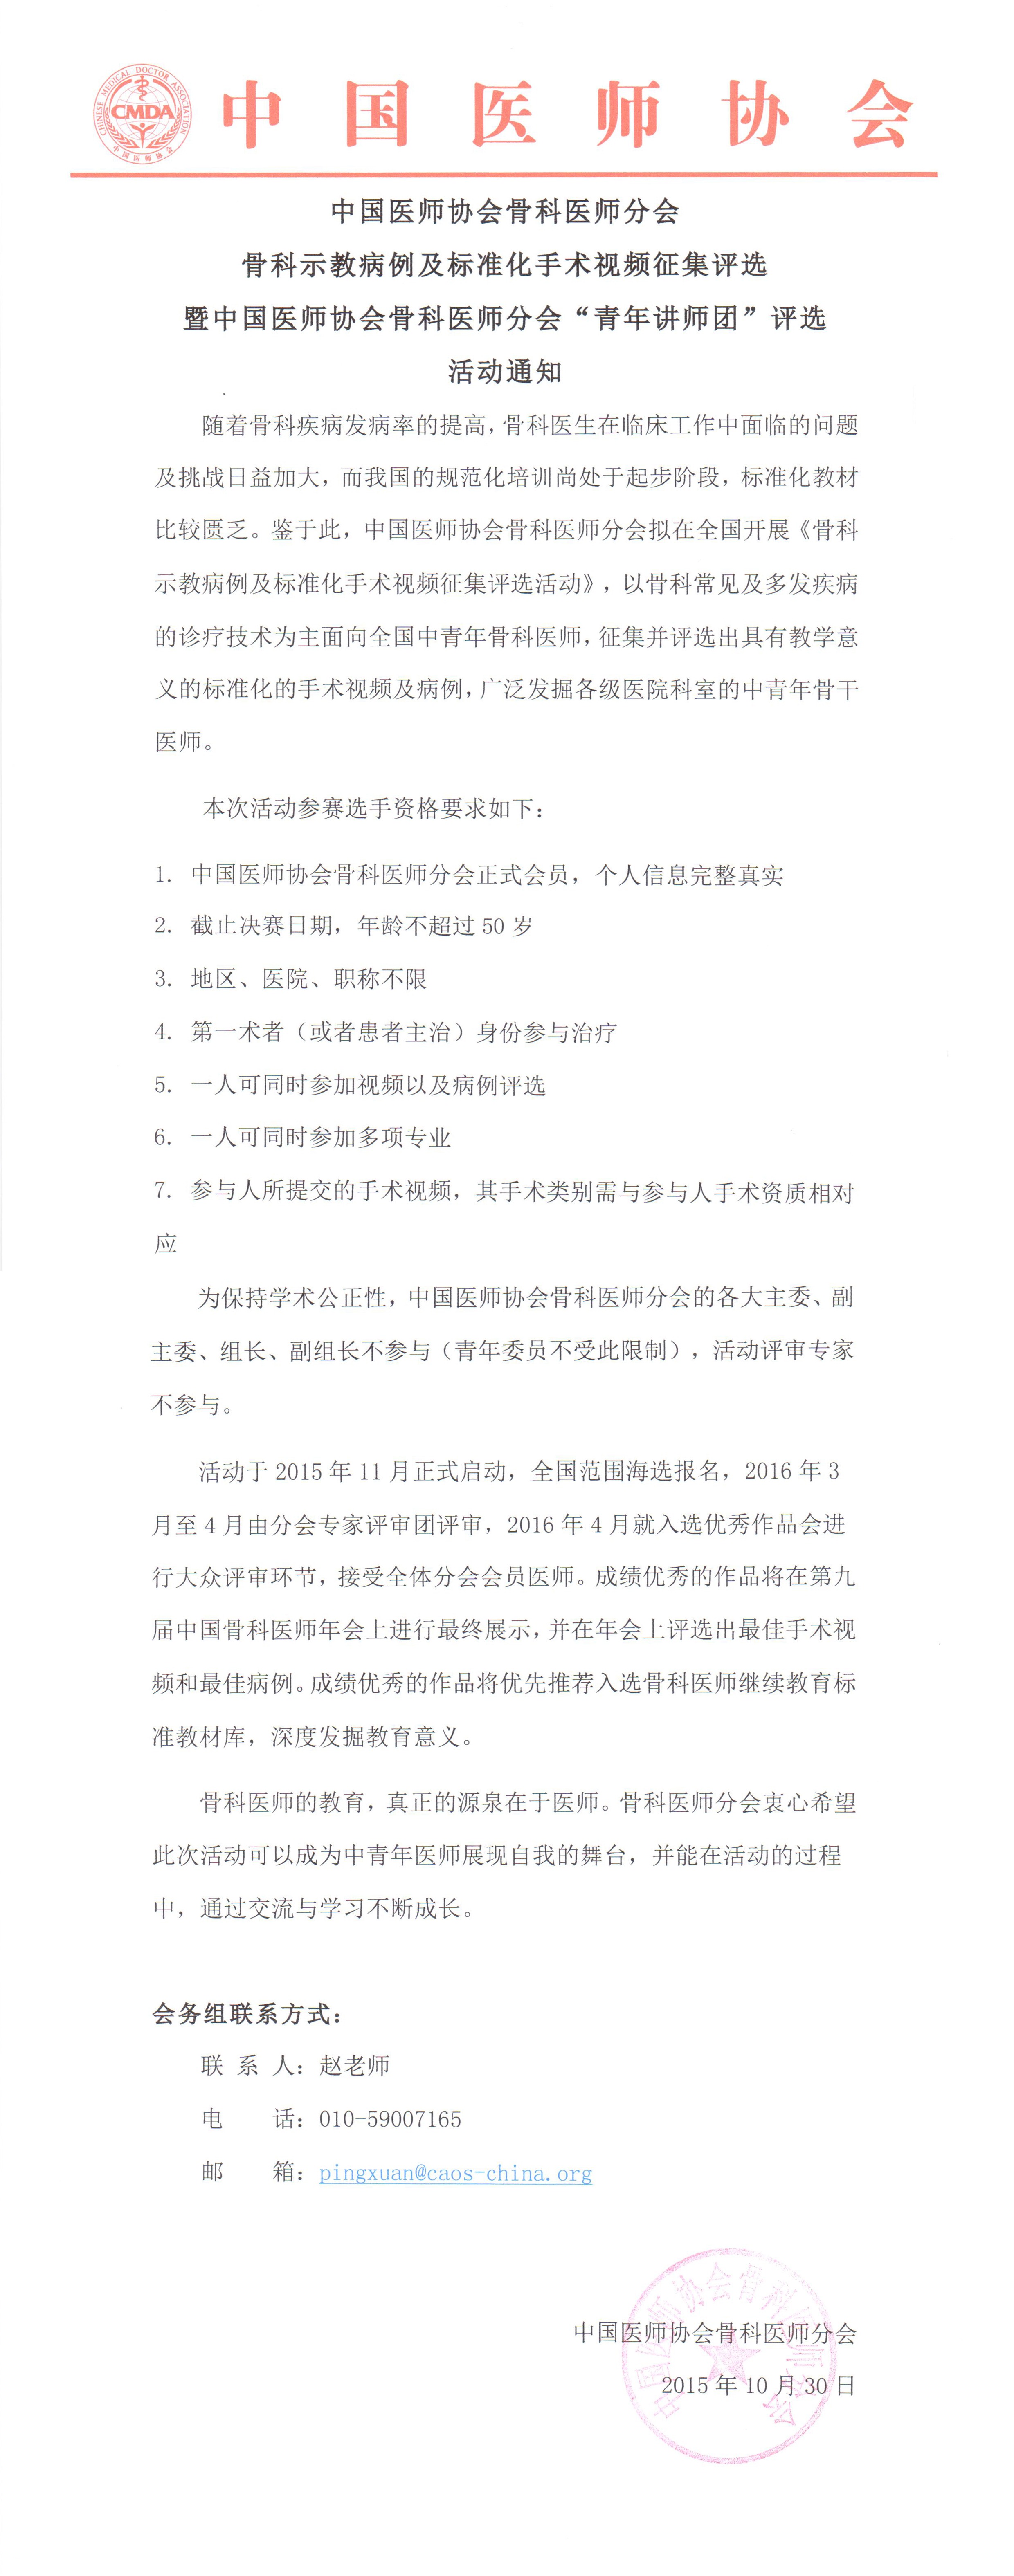 CHINESE MEDICAL DOCTOR ASSOCIATION
CMDA
中国医师协会
中国医师协会
中国医师协会骨科医师分会
骨科示教病例及标准化手术视频征集评选
暨中国医师协会骨科医师分会“青年讲师团”评选
活动通知
随着骨科疾病发病率的提高，骨科医生在临床工作中面临的问题
及挑战日益加大，而我国的规范化培训尚处于起步阶段，标准化教材
比较匮乏。鉴于此，中国医师协会骨科医师分会拟在全国开展《骨科
示教病例及标准化手术视频征集评选活动》，以骨科常见及多发疾病
的诊疗技术为主面向全国中青年骨科医师，征集并评选出具有教学意
义的标准化的手术视频及病例，广泛发掘各级医院科室的中青年骨干
医师。
本次活动参赛选手资格要求如下：
1. 中国医师协会骨科医师分会正式会员，个人信息完整真实
2. 截止决赛日期，年龄不超过 50 岁
3. 地区、医院、职称不限
4. 第一术者（或者患者主治）身份参与治疗
5. 一人可同时参加视频以及病例评选
6. 一人可同时参加多项专业
7. 参与人所提交的手术视频，其手术类别需与参与人手术资质相对
应
为保持学术公正性，中国医师协会骨科医师分会的各大主委、副
主委、组长、副组长不参与（青年委员不受此限制），活动评审专家
不参与。
活动于 2015 年 11 月正式启动，全国范围海选报名，2016 年 3
月至 4 月由分会专家评审团评审，2016 年 4 月就入选优秀作品会进
行大众评审环节，接受全体分会会员医师。成绩优秀的作品将在第九
届中国骨科医师年会上进行最终展示，并在年会上评选出最佳手术视
频和最佳病例。成绩优秀的作品将优先推荐入选骨科医师继续教育标
准教材库，深度发掘教育意义。
骨科医师的教育，真正的源泉在于医师。骨科医师分会衷心希望
此次活动可以成为中青年医师展现自我的舞台，并能在活动的过程
中，通过交流与学习不断成长。
会务组联系方式：
联 系 人：赵老师
电 话：010-59007165
邮 箱：pingxuan@caos-china.org
中国医师协会骨科医师分会
中国医师协会骨科医师分会
2015 年 10 月 30 日